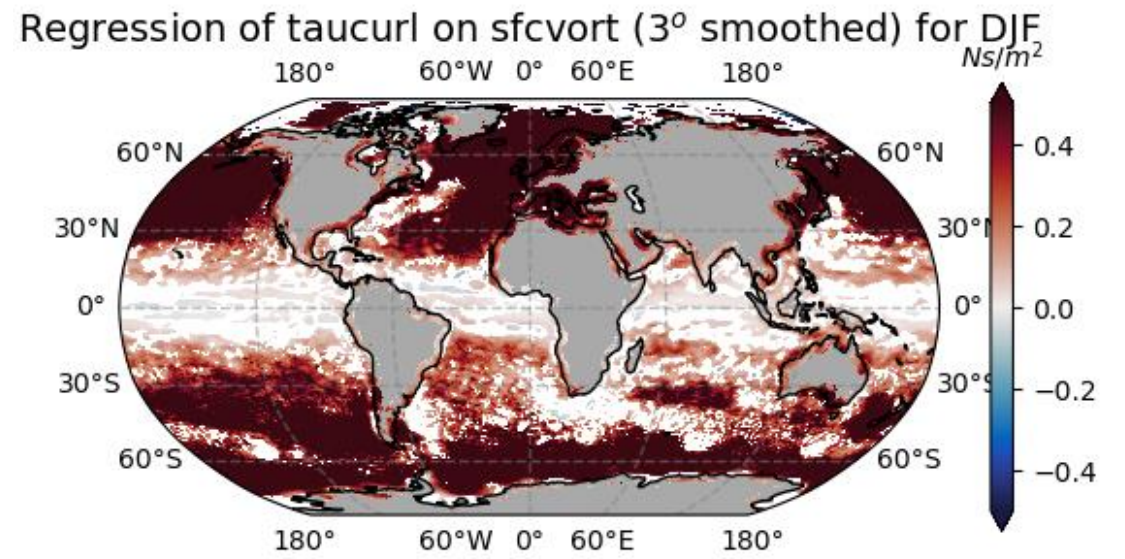 Regression of taucurl on sfcvort (3º smoothed) for DJF
Ns/m²
180° 60°W 0° 60°E 180°
60°N 60°N
0.4
30°N 30°N
0.2
0° 0°
0.0
30°S 30°S
−0.2
60°S 60°S
−0.4
180° 60°W 0° 60°E 180°